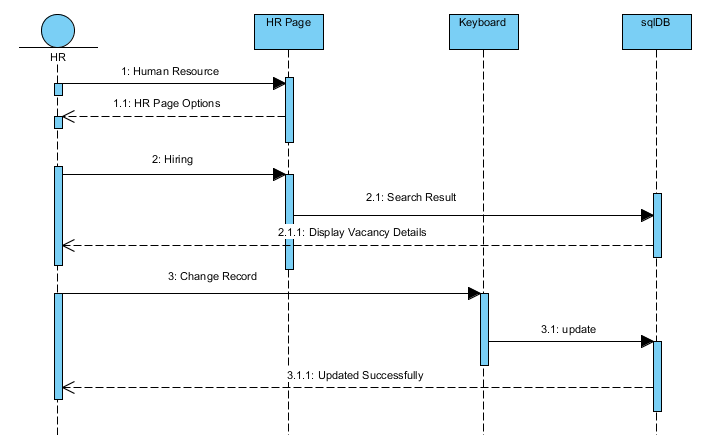 HR Page
Keyboard
sqlDB
HR
1: Human Resource
1.1: HR Page Options
2: Hiring
2.1: Search Result
2.1.1: Display Vacancy Details
3: Change Record
3.1: update
3.1.1: Updated Successfully